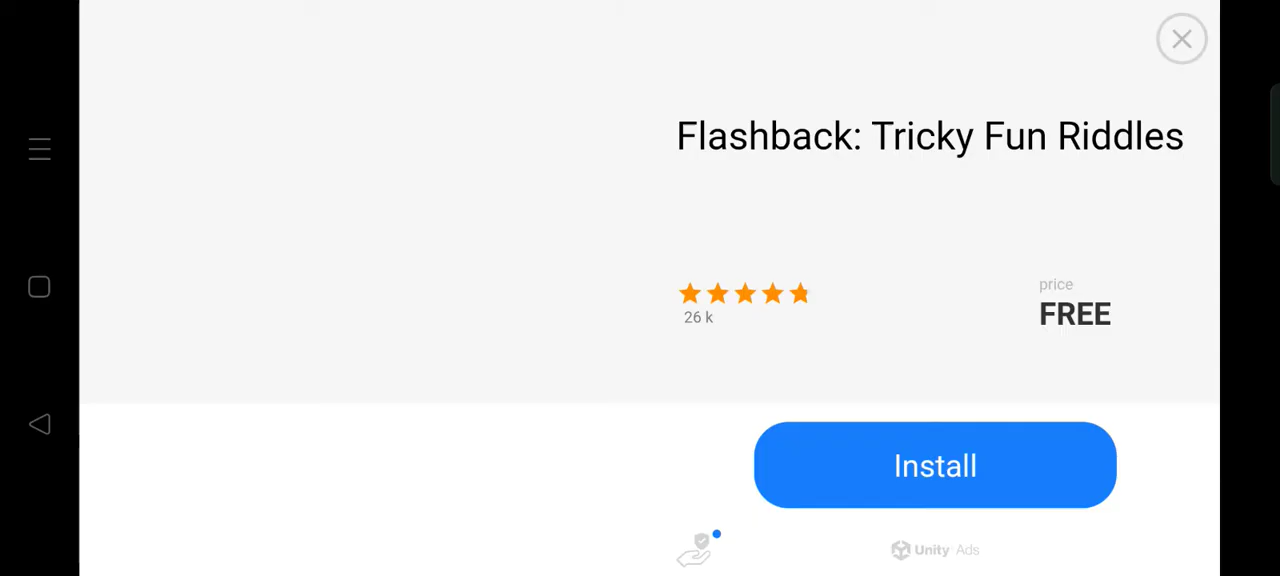 Flashback: Tricky Fun Riddles
26 k
price
FREE
Install
Unity Ads